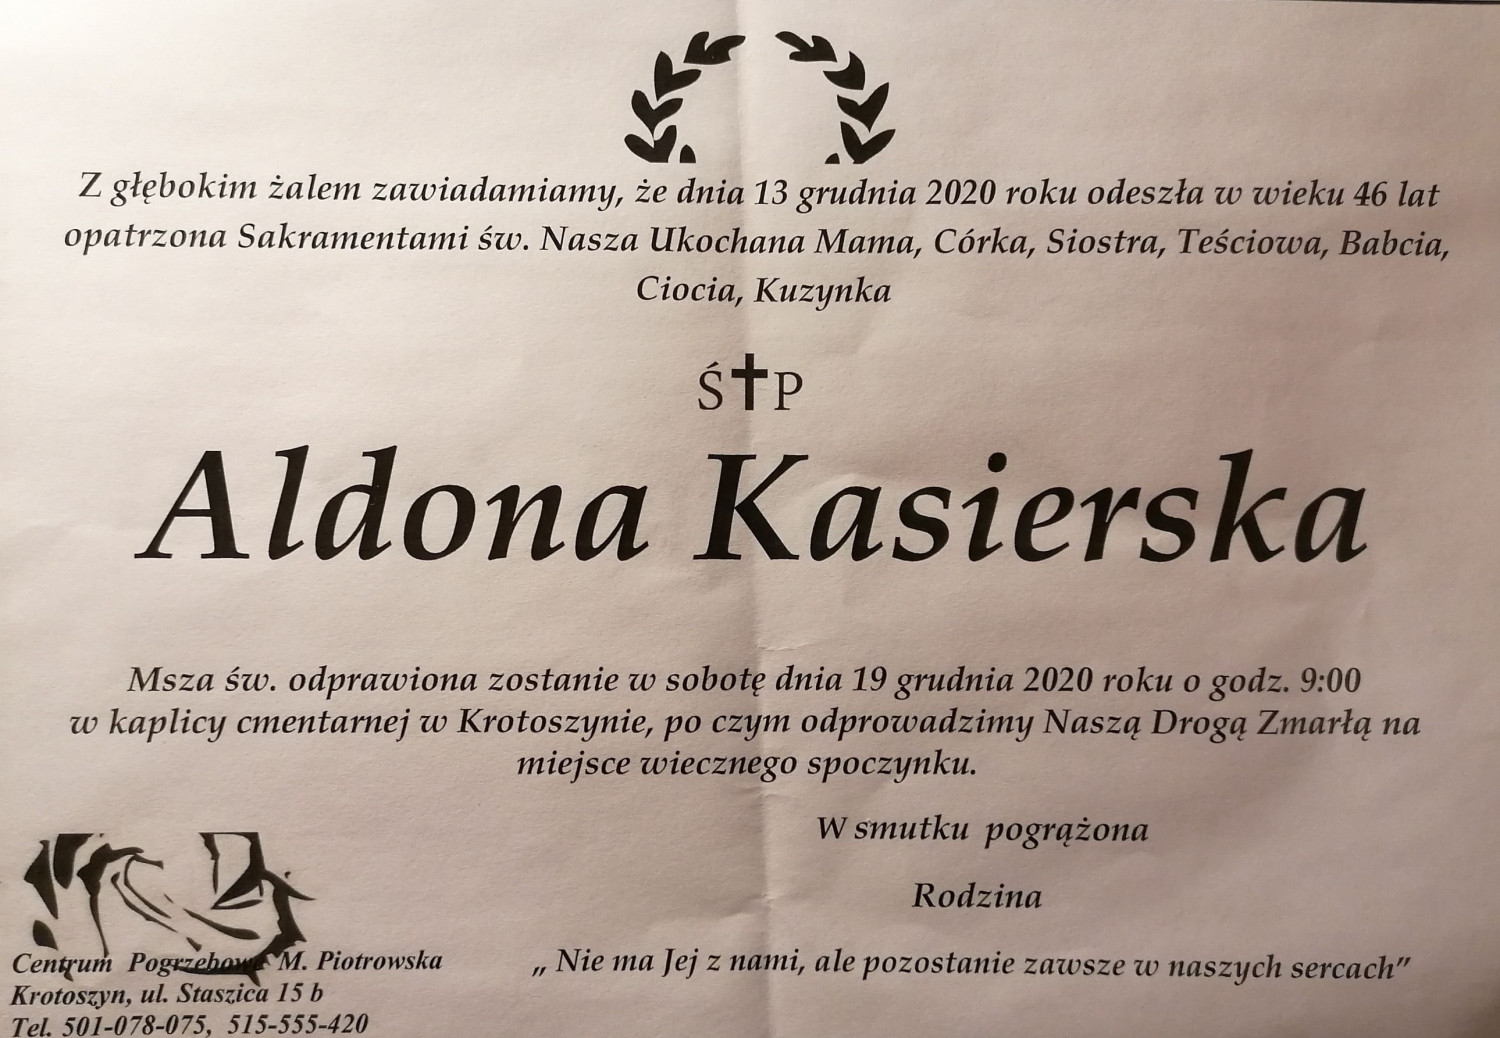 Z głębokim żalem zawiadamiamy, że dnia 13 grudnia 2020 roku odeszła w wieku 46 lat
opatrzona Sakramentami św. Nasza Ukochana Mama, Córka, Siostra, Teściowa, Babcia,
Ciocia, Kuzynka
Ś✝P
Aldona Kasierska
Msza św. odprawiona zostanie w sobotę dnia 19 grudnia 2020 roku o godz. 9:00
w kaplicy cmentarnej w Krotoszynie, po czym odprowadzimy Naszą Drogą Zmarłą na
miejsce wiecznego spoczynku.
W smutku pogrążona
Rodzina
„ Nie ma Jej z nami, ale pozostanie zawsze w naszych sercach”
Centrum Pogrzebowe M. Piotrowska
Krotoszyn, ul. Staszica 15 b
Tel. 501-078-075, 515-555-420